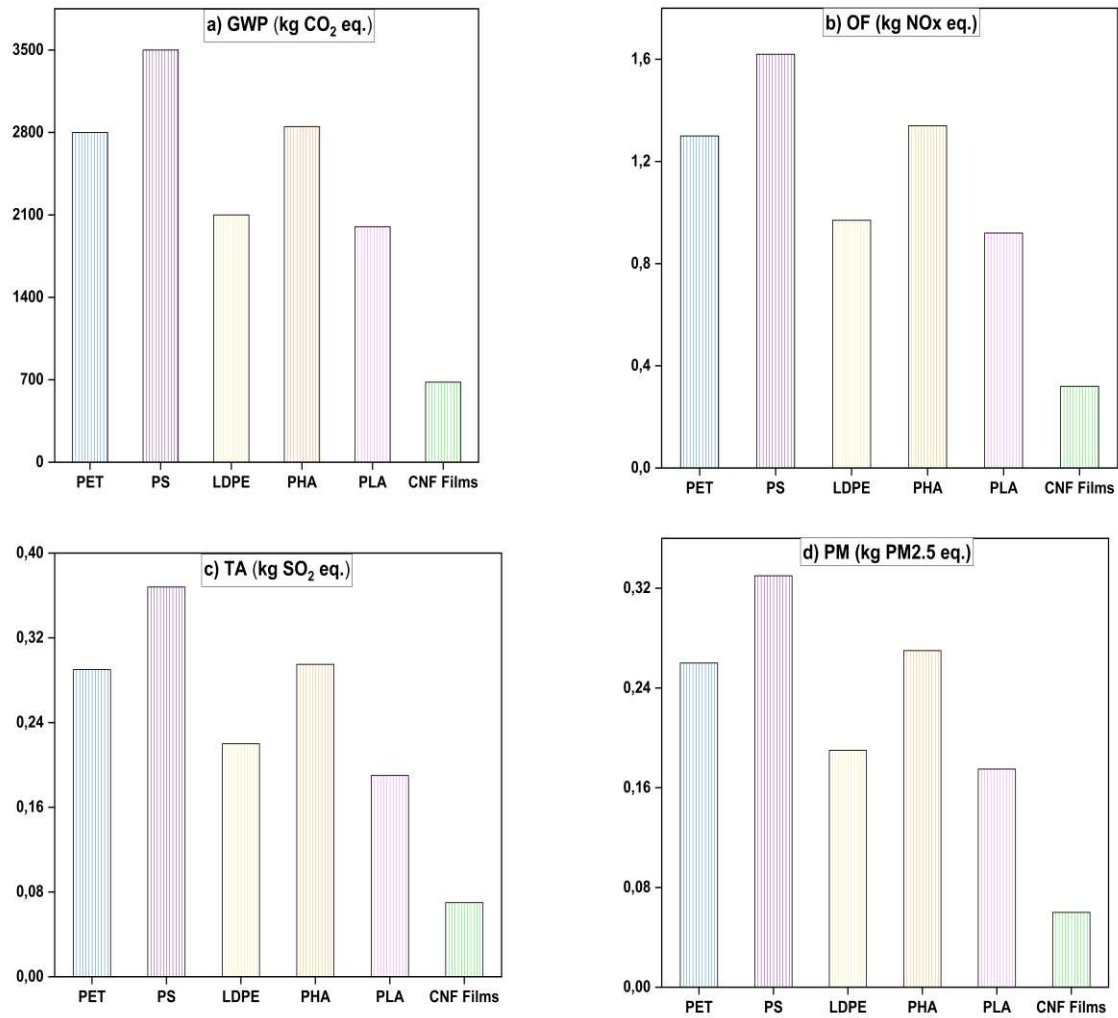 a) GWP (kg CO₂ eq.)
3500
2800
2100
1400
700
0
PET PS LDPE PHA PLA CNF Films
b) OF (kg NOx eq.)
1,6
1,2
0,8
0,4
0,0
PET PS LDPE PHA PLA CNF Films
c) TA (kg SO₂ eq.)
0,40
0,32
0,24
0,16
0,08
0,00
PET PS LDPE PHA PLA CNF Films
d) PM (kg PM2.5 eq.)
0,32
0,24
0,16
0,08
0,00
PET PS LDPE PHA PLA CNF Films